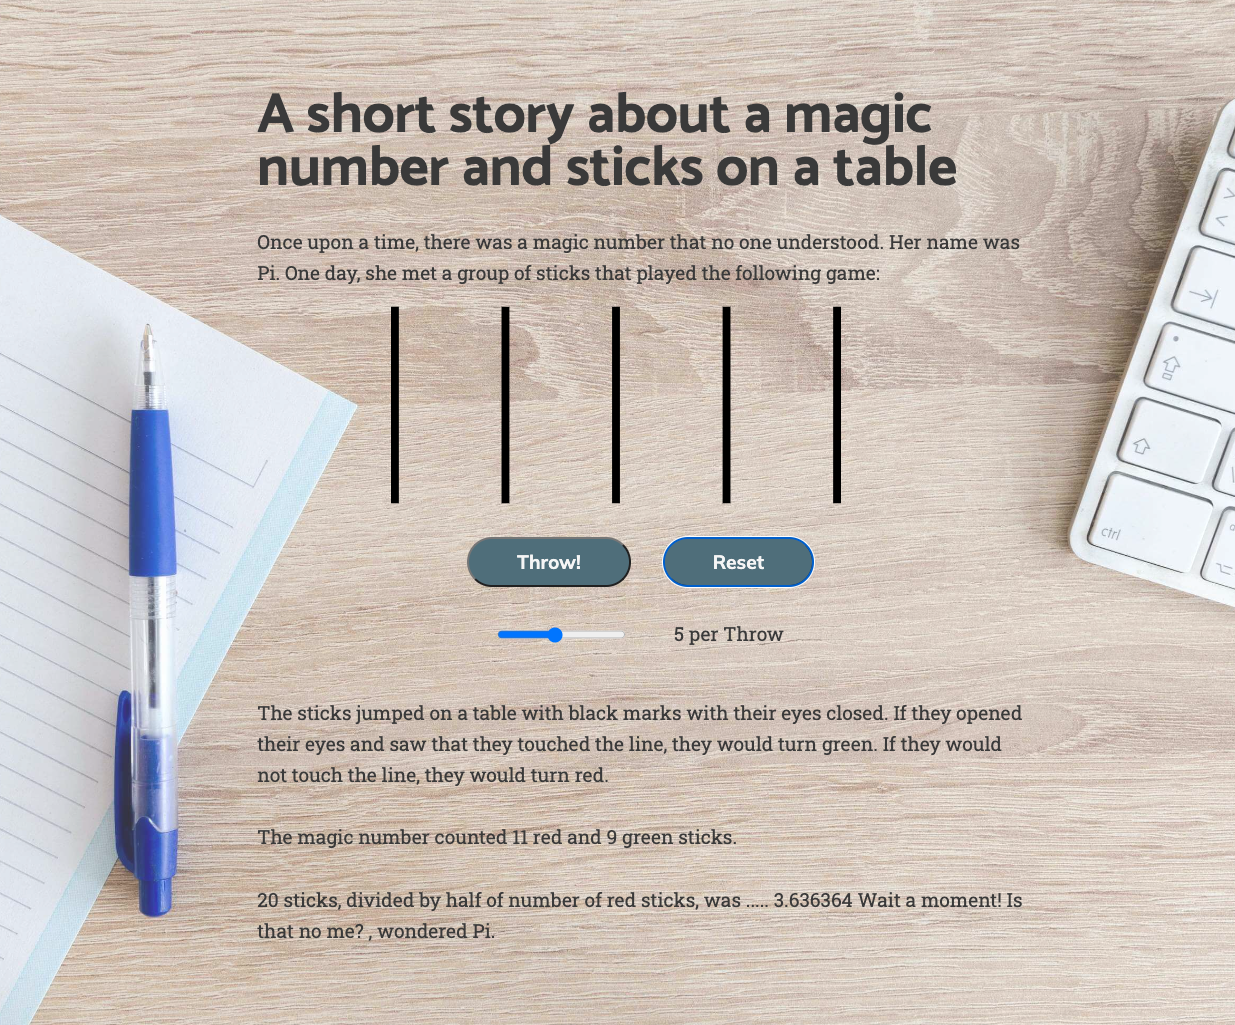 A short story about a magic
number and sticks on a table
Once upon a time, there was a magic number that no one understood. Her name was
Pi. One day, she met a group of sticks that played the following game:
Throw!
Reset
5 per Throw
The sticks jumped on a table with black marks with their eyes closed. If they opened
their eyes and saw that they touched the line, they would turn green. If they would
not touch the line, they would turn red.
The magic number counted 11 red and 9 green sticks.
20 sticks, divided by half of number of red sticks, was ..... 3.636364 Wait a moment! Is
that no me? , wondered Pi.
ctrl